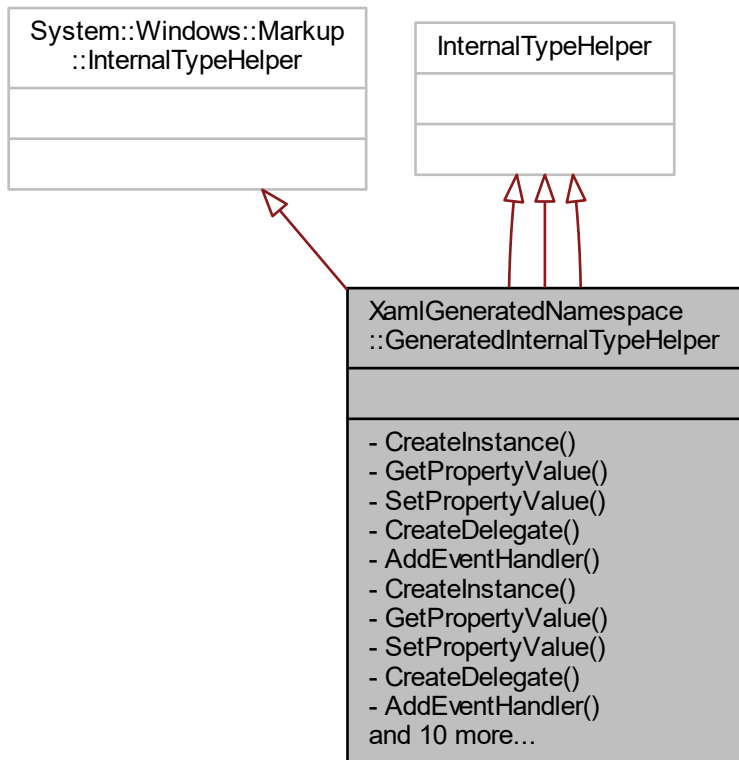 System::Windows::Markup
::InternalTypeHelper
InternalTypeHelper
XamlGeneratedNamespace
::GeneratedInternalTypeHelper
- CreateInstance()
- GetPropertyValue()
- SetPropertyValue()
- CreateDelegate()
- AddEventHandler()
- CreateInstance()
- GetPropertyValue()
- SetPropertyValue()
- CreateDelegate()
- AddEventHandler()
and 10 more...